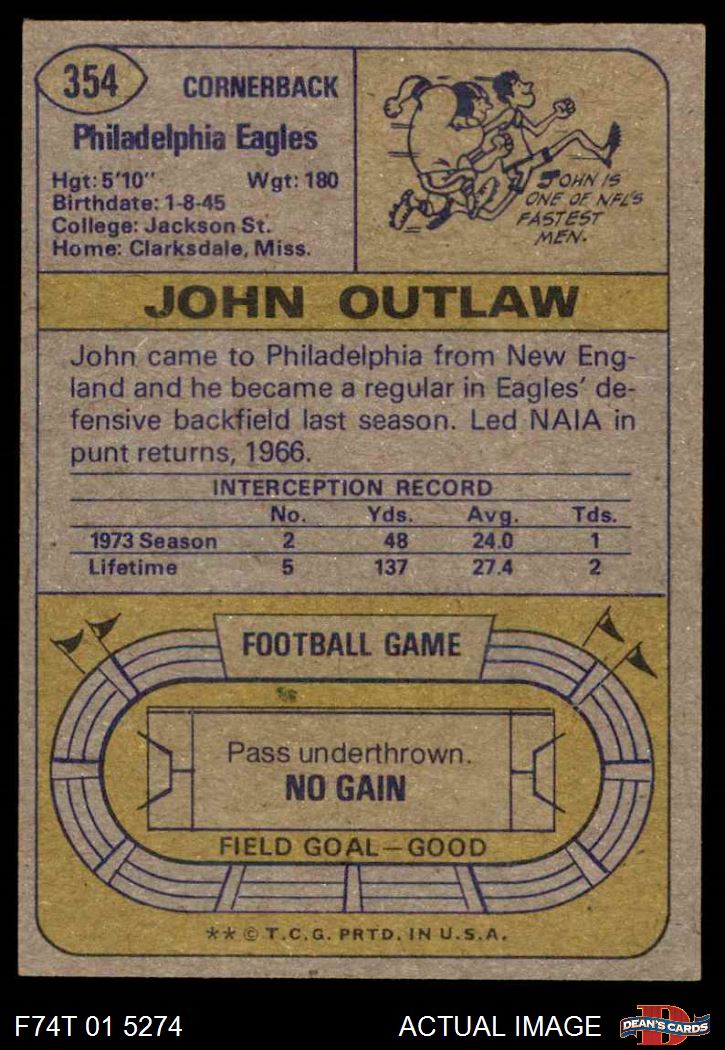 354
CORNERBACK
Philadelphia Eagles
Hgt: 5'10" Wgt: 180
Birthdate: 1-8-45
College: Jackson St.
Home: Clarksdale, Miss.
JOHN IS
ONE OF NFL'S
FASTEST
MEN.
JOHN OUTLAW
John came to Philadelphia from New Eng-
land and he became a regular in Eagles' de-
fensive backfield last season. Led NAIA in
punt returns, 1966.
INTERCEPTION RECORD
No. Yds. Avg. Tds.
1973 Season 2 48 24.0 1
Lifetime 5 137 27.4 2
FOOTBALL GAME
Pass underthrown.
NO GAIN
FIELD GOAL—GOOD
** © T.C.G. PRTD. IN U.S.A.
F74T 01 5274 ACTUAL IMAGE D DEAN'S CARDS